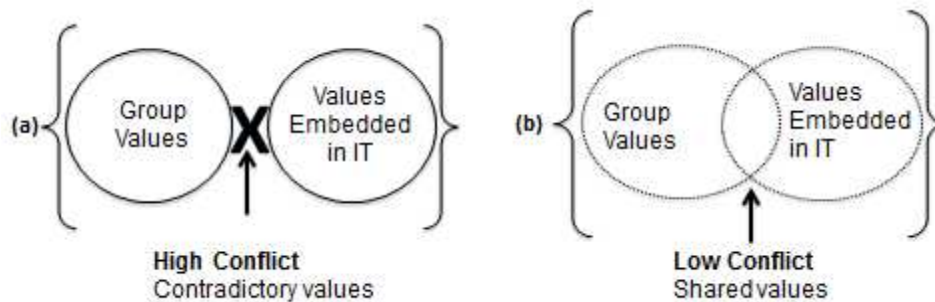 (a)
Group
Values
X
Values
Embedded
in IT
High Conflict
Contradictory values
(b)
Group
Values
Values
Embedded
in IT
Low Conflict
Shared values